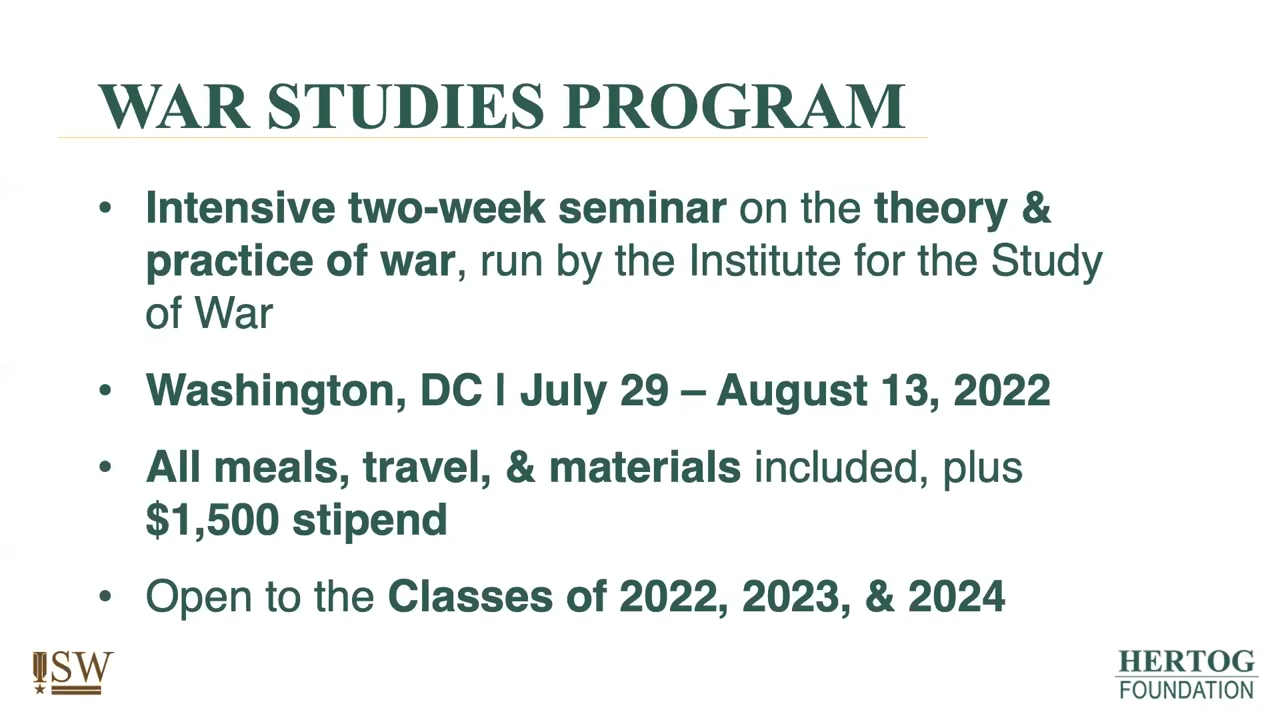 WAR STUDIES PROGRAM
• Intensive two-week seminar on the theory &
practice of war, run by the Institute for the Study
of War
• Washington, DC | July 29 – August 13, 2022
• All meals, travel, & materials included, plus
$1,500 stipend
• Open to the Classes of 2022, 2023, & 2024
ISW
HERTOG
FOUNDATION